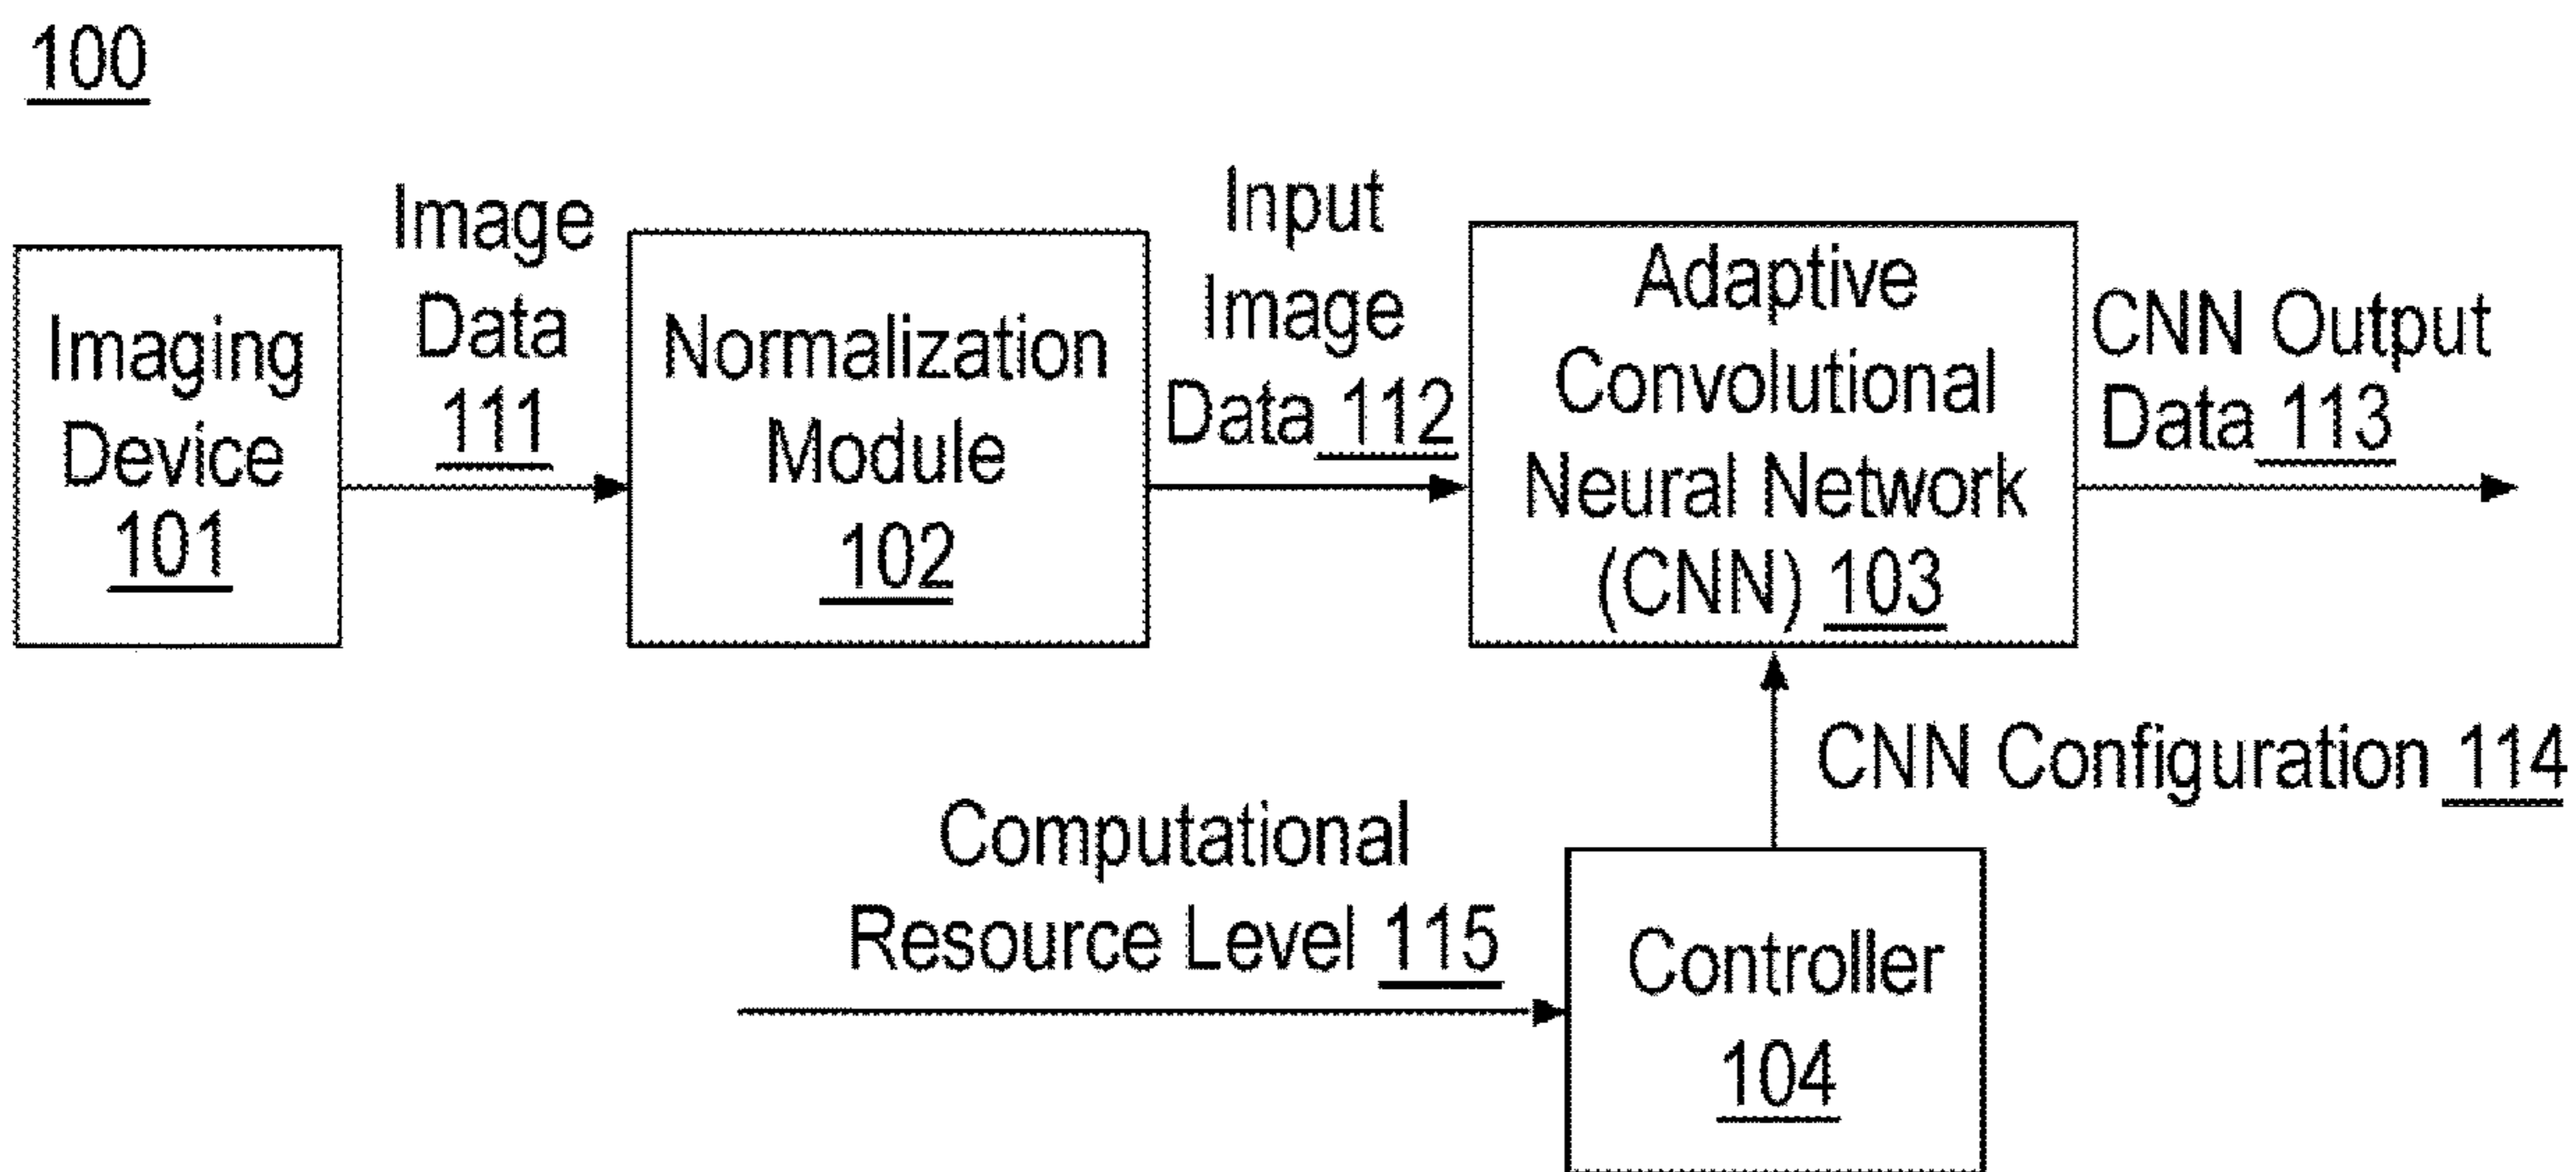 100
Imaging
Device
101
Image
Data
111
Normalization
Module
102
Input
Image
Data 112
Adaptive
Convolutional
Neural Network
(CNN) 103
CNN Output
Data 113
CNN Configuration 114
Computational
Resource Level 115
Controller
104